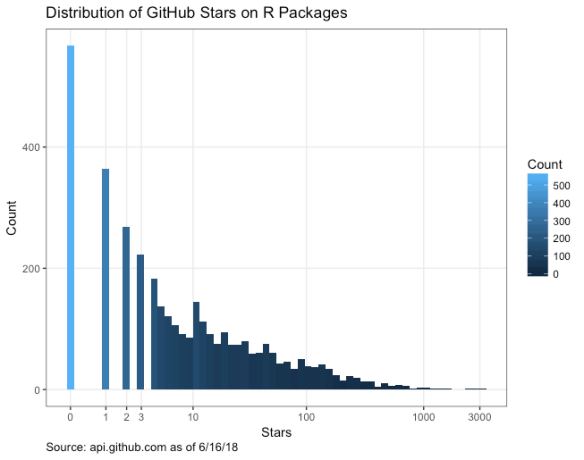 Distribution of GitHub Stars on R Packages
Count
400
200
0
0 1 2 3 10 100 1000 3000
Stars
Source: api.github.com as of 6/16/18
Count
500
400
300
200
100
0